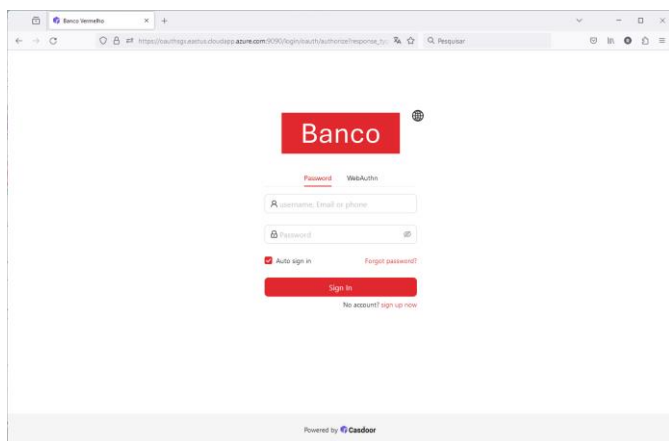 Banco Vermelho
https://oauthsgx.eastus.cloudapp.azure.com:9090/login/oauth/authorize?response_ty
Pesquisar
Banco
Password WebAuthn
username, Email or phone
Password
Auto sign in Forgot password?
Sign In
No account? sign up now
Powered by Casdoor